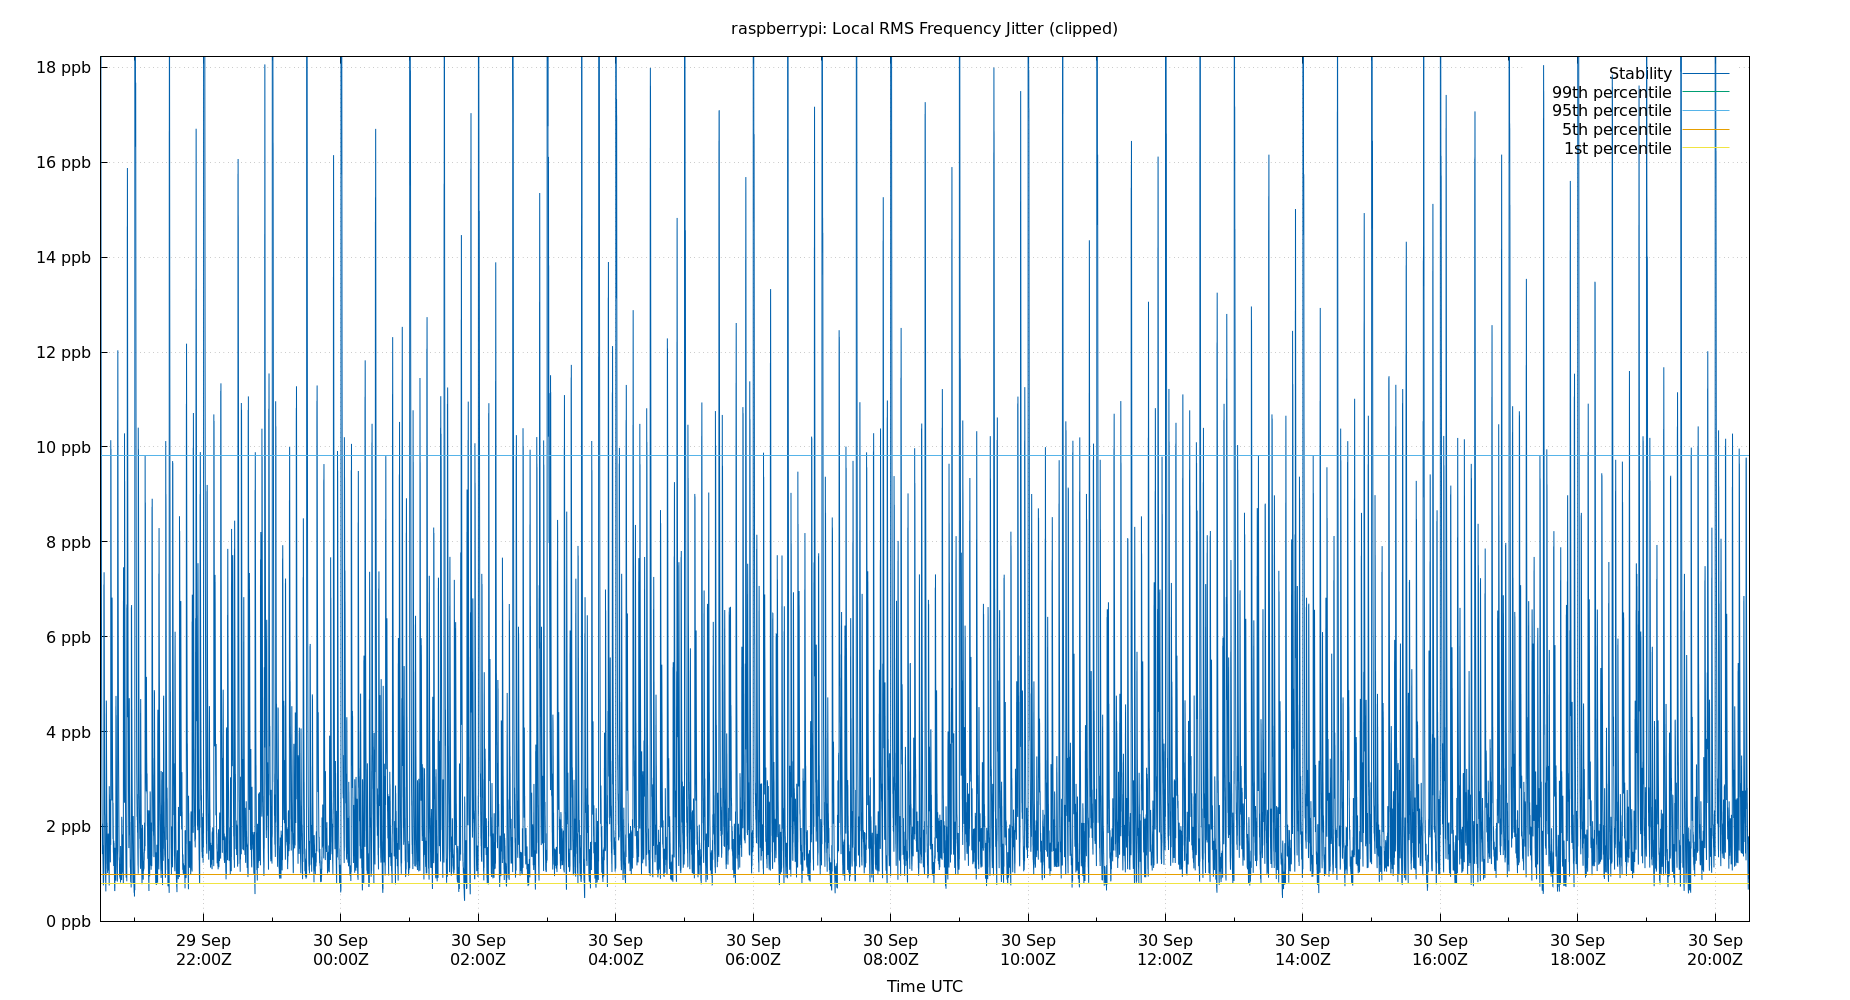 raspberrypi: Local RMS Frequency Jitter (clipped)
18 ppb
16 ppb
14 ppb
12 ppb
10 ppb
8 ppb
6 ppb
4 ppb
2 ppb
0 ppb
Stability
99th percentile
95th percentile
5th percentile
1st percentile
29 Sep
22:00Z
30 Sep
00:00Z
30 Sep
02:00Z
30 Sep
04:00Z
30 Sep
06:00Z
30 Sep
08:00Z
30 Sep
10:00Z
30 Sep
12:00Z
30 Sep
14:00Z
30 Sep
16:00Z
30 Sep
18:00Z
30 Sep
20:00Z
Time UTC